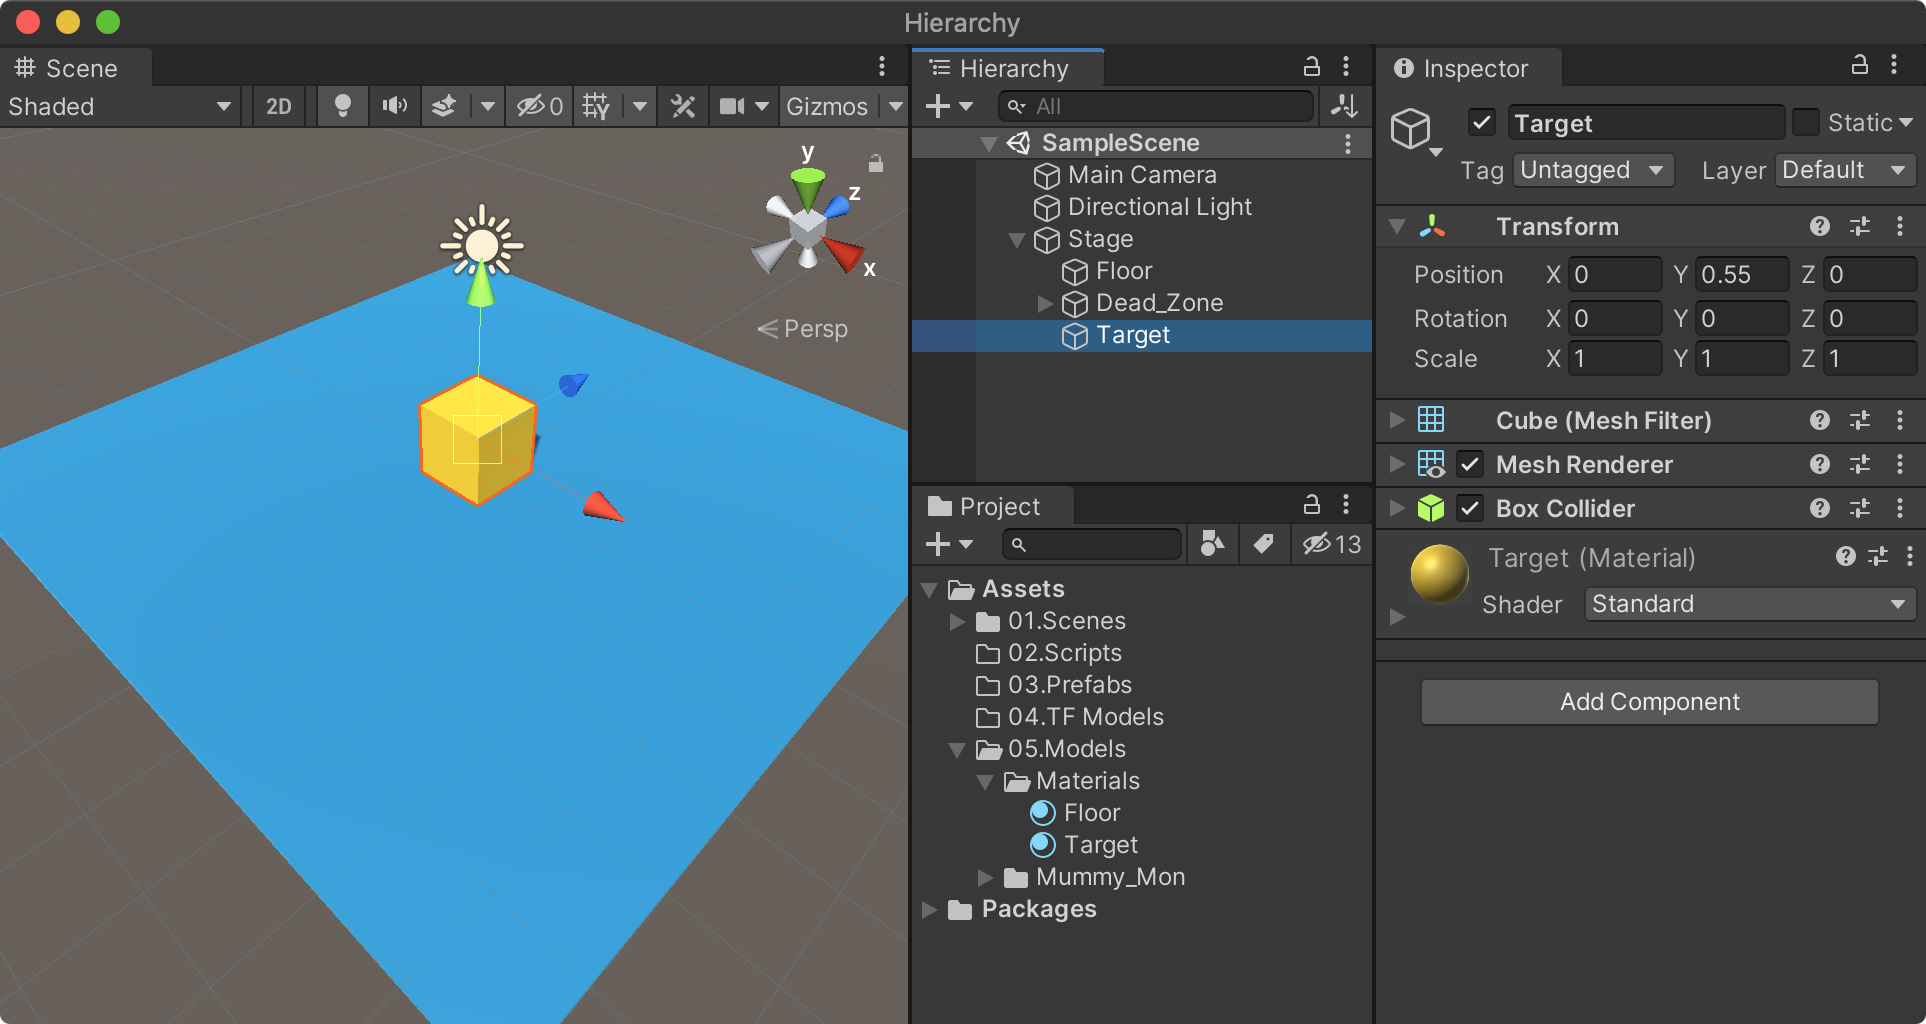 Hierarchy
Scene
Shaded
2D
0
Gizmos
y
z
x
Persp
Hierarchy
All
SampleScene
Main Camera
Directional Light
Stage
Floor
Dead_Zone
Target
Project
13
Assets
01.Scenes
02.Scripts
03.Prefabs
04.TF Models
05.Models
Materials
Floor
Target
Mummy_Mon
Packages
Inspector
Target
Static
Tag Untagged Layer Default
Transform
Position X 0 Y 0.55 Z 0
Rotation X 0 Y 0 Z 0
Scale X 1 Y 1 Z 1
Cube (Mesh Filter)
Mesh Renderer
Box Collider
Target (Material)
Shader Standard
Add Component